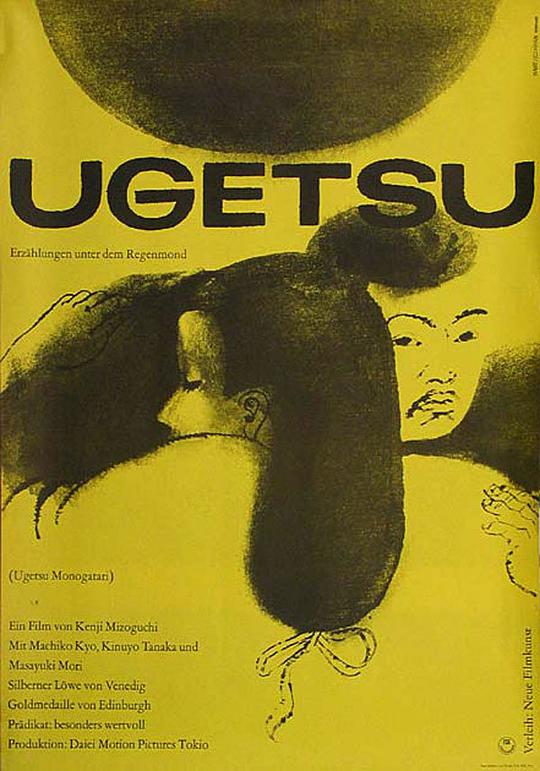 UGETSU
Erzählungen unter dem Regenmond
(Ugetsu Monogatari)
Ein Film von Kenji Mizoguchi
Mit Machiko Kyo, Kinuyo Tanaka und
Masayuki Mori
Silberner Löwe von Venedig
Goldmedaille von Edinburgh
Prädikat: besonders wertvoll
Produktion: Daiei Motion Pictures Tokio
Verleih: Neue Filmkunst